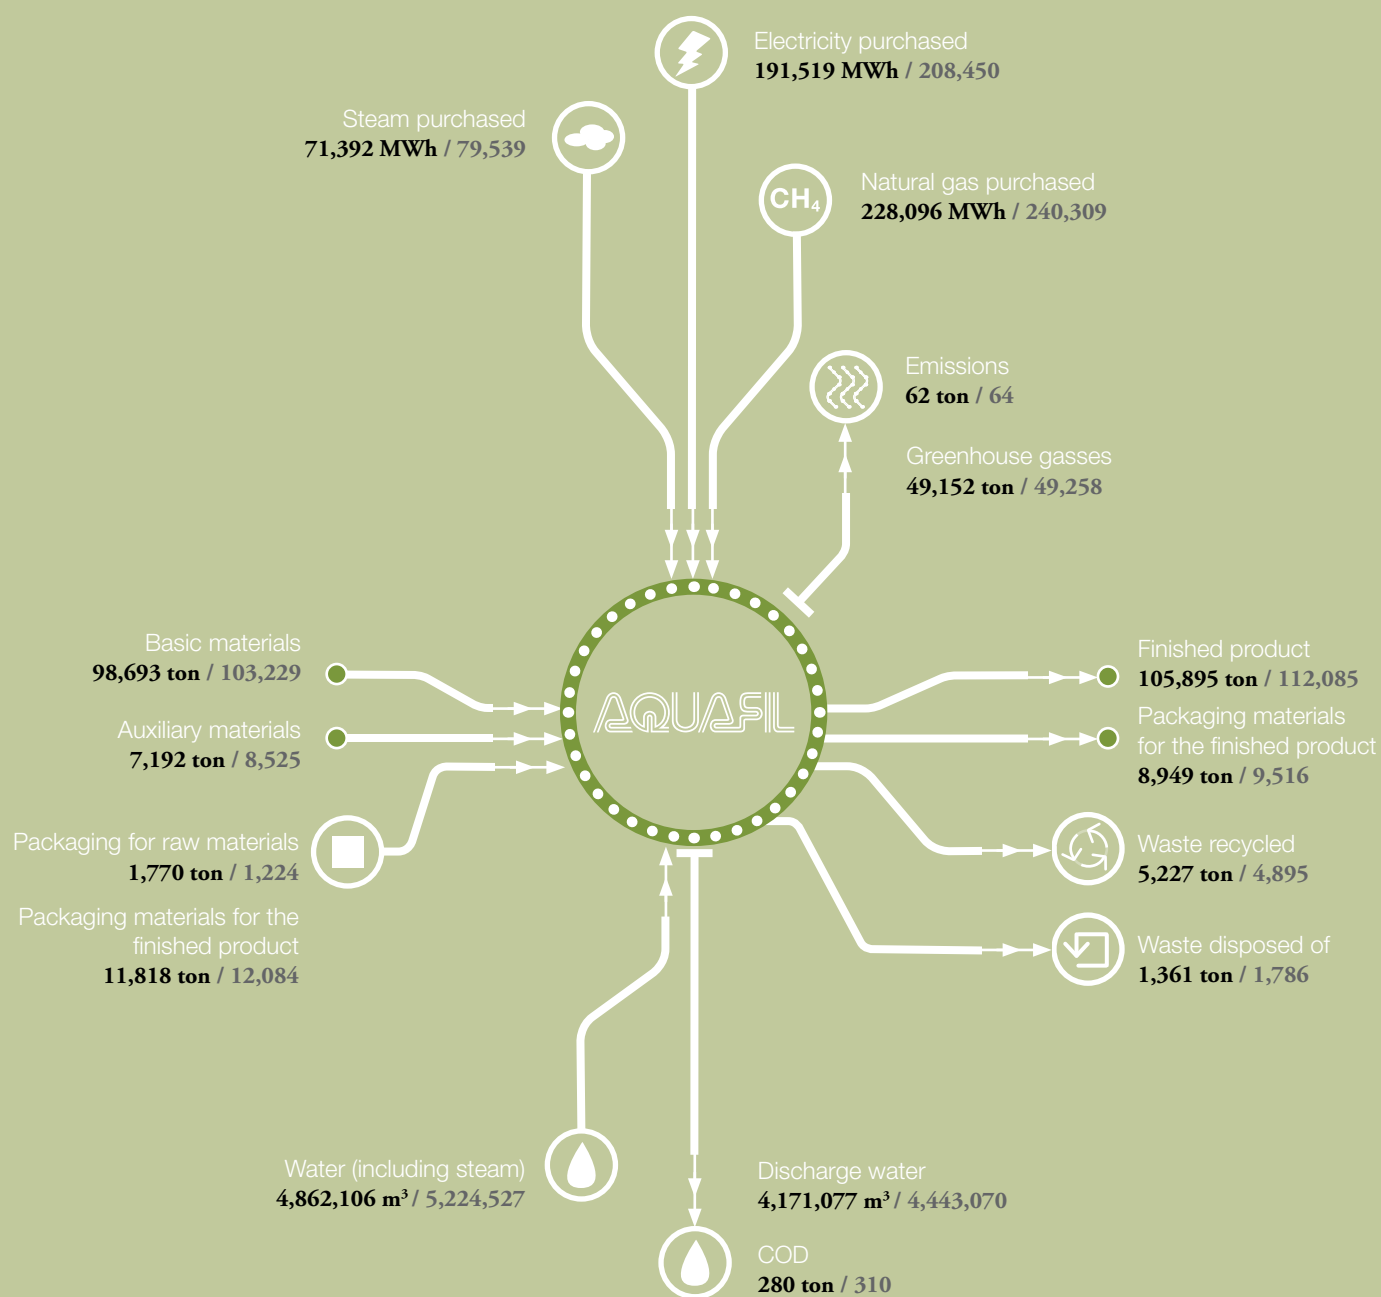 Electricity purchased
191,519 MWh / 208,450
Steam purchased
71,392 MWh / 79,539
CH₄
Natural gas purchased
228,096 MWh / 240,309
Emissions
62 ton / 64
Greenhouse gasses
49,152 ton / 49,258
Basic materials
98,693 ton / 103,229
Auxiliary materials
7,192 ton / 8,525
Packaging for raw materials
1,770 ton / 1,224
Packaging materials for the
finished product
11,818 ton / 12,084
AQUAFIL
Finished product
105,895 ton / 112,085
Packaging materials
for the finished product
8,949 ton / 9,516
Waste recycled
5,227 ton / 4,895
Waste disposed of
1,361 ton / 1,786
Water (including steam)
4,862,106 m³ / 5,224,527
Discharge water
4,171,077 m³ / 4,443,070
COD
280 ton / 310